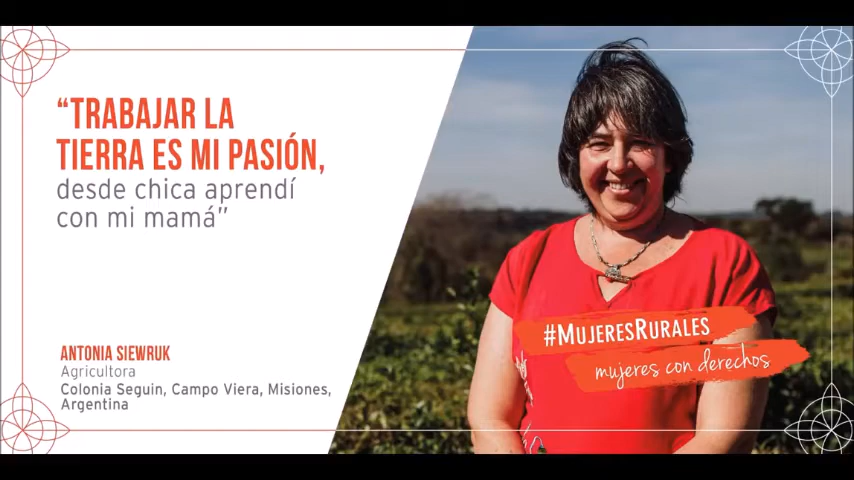 “TRABAJAR LA
TIERRA ES MI PASIÓN,
desde chica aprendí
con mi mamá”
ANTONIA SIEWRUK
Agricultora
Colonia Seguin, Campo Viera, Misiones,
Argentina
#MUJERESRURALES
mujeres con derechos